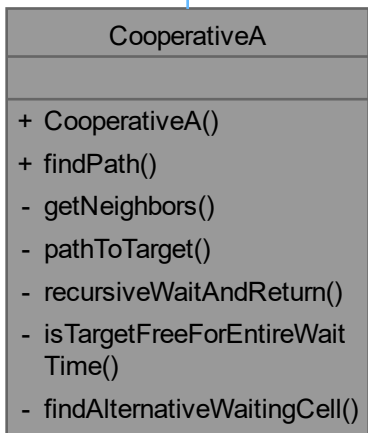 CooperativeA
+ CooperativeA()
+ findPath()
- getNeighbors()
- pathToTarget()
- recursiveWaitAndReturn()
- isTargetFreeForEntireWait
Time()
- findAlternativeWaitingCell()